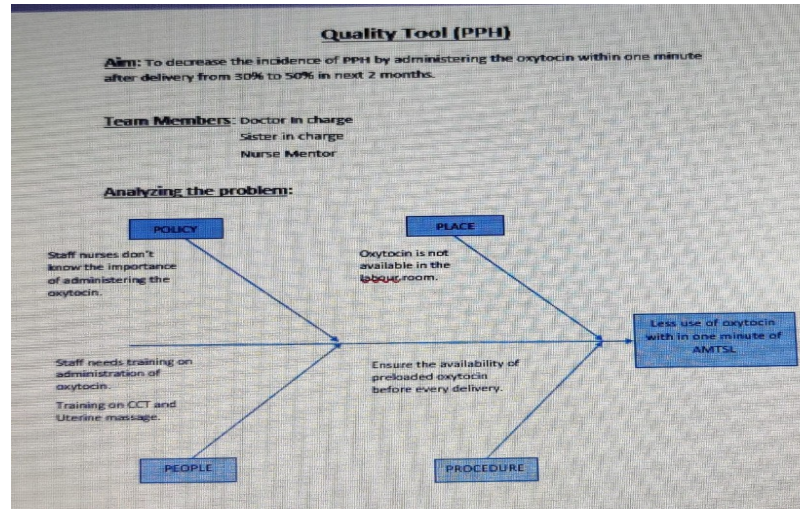 Quality Tool (PPH)
Aim: To decrease the incidence of PPH by administering the oxytocin within one minute
after delivery from 30% to 50% in next 2 months.
Team Members: Doctor In charge
Sister in charge
Nurse Mentor
Analyzing the problem:
POLICY
PLACE
Staff nurses don't
know the importance
of administering the
oxytocin.
Oxytocin is not
available in the
labour room.
Less use of oxytocin
with in one minute of
AMTSL
Staff needs training on
administration of
oxytocin.
Training on CCT and
Uterine massage.
Ensure the availability of
preloaded oxytocin
before every delivery.
PEOPLE
PROCEDURE